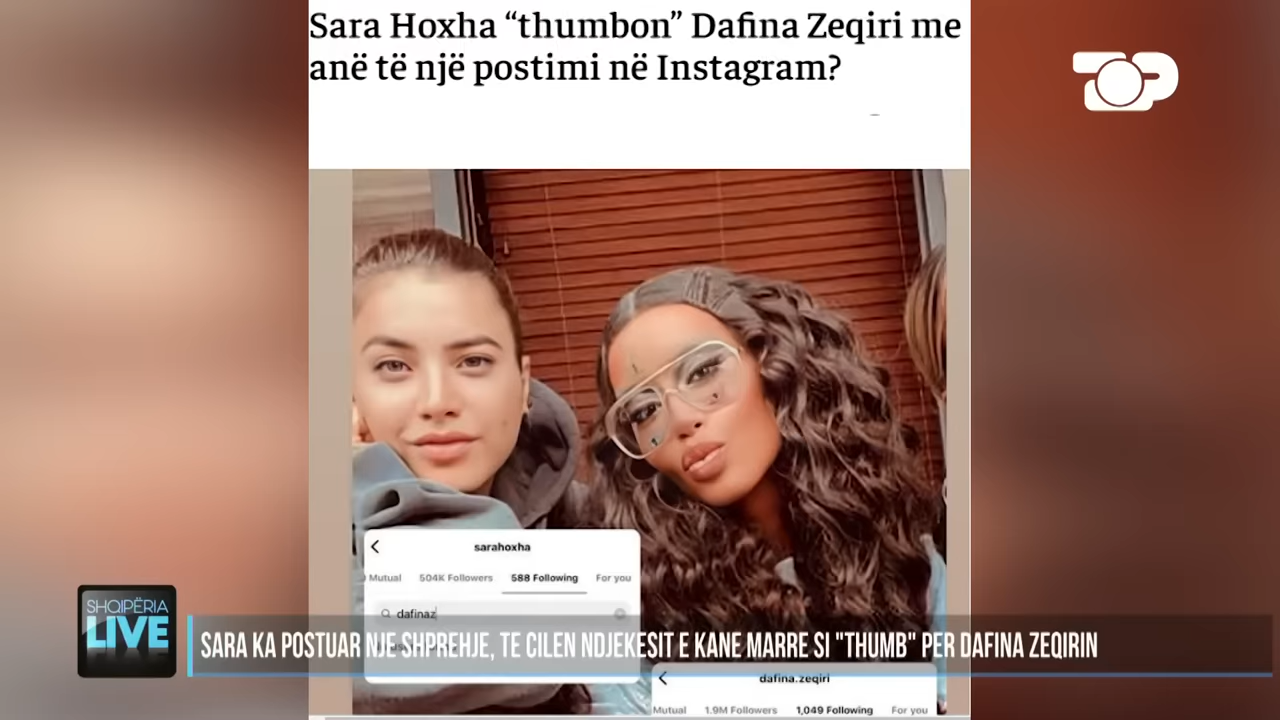 Sara Hoxha “thumbon” Dafina Zeqiri me
anë të një postimi në Instagram?
TOP
sarahoxha
Mutual 504K Followers 588 Following For you
dafinaz
SHQIPËRIA
LIVE
SARA KA POSTUAR NJE SHPREHJE, TE CILEN NDJEKESIT E KANE MARRE SI "THUMB" PER DAFINA ZEQIRIN
dafina.zeqiri
Mutual 1.9M Followers 1,049 Following For you